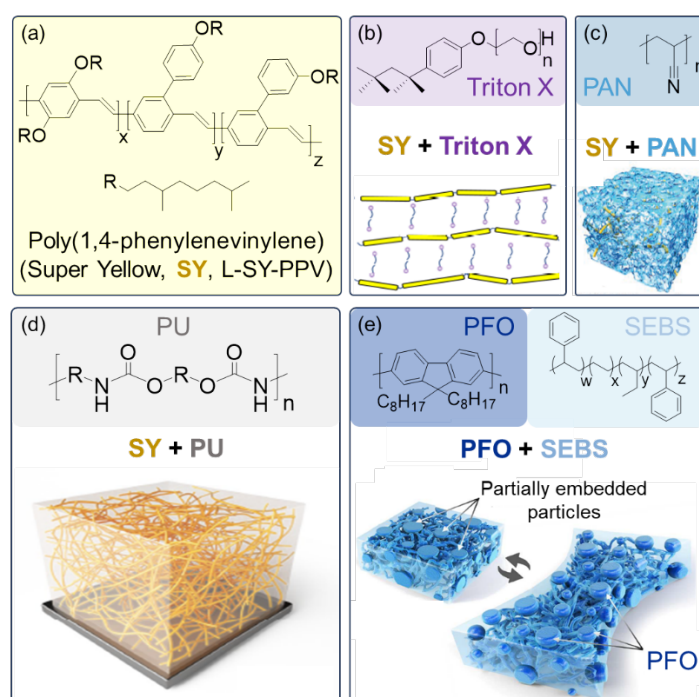 (a)
OR
OR
OR
RO
x
y
z
R
Poly(1,4-phenylenevinylene)
(Super Yellow, SY, L-SY-PPV)
(b)
O
O
H
n
Triton X
SY + Triton X
(c)
n
N
PAN
SY + PAN
(d)
PU
R
N
H
O
O
R
O
O
N
H
n
SY + PU
(e)
PFO
n
C8H17
C8H17
SEBS
w
x
y
z
PFO + SEBS
Partially embedded
particles
PFO